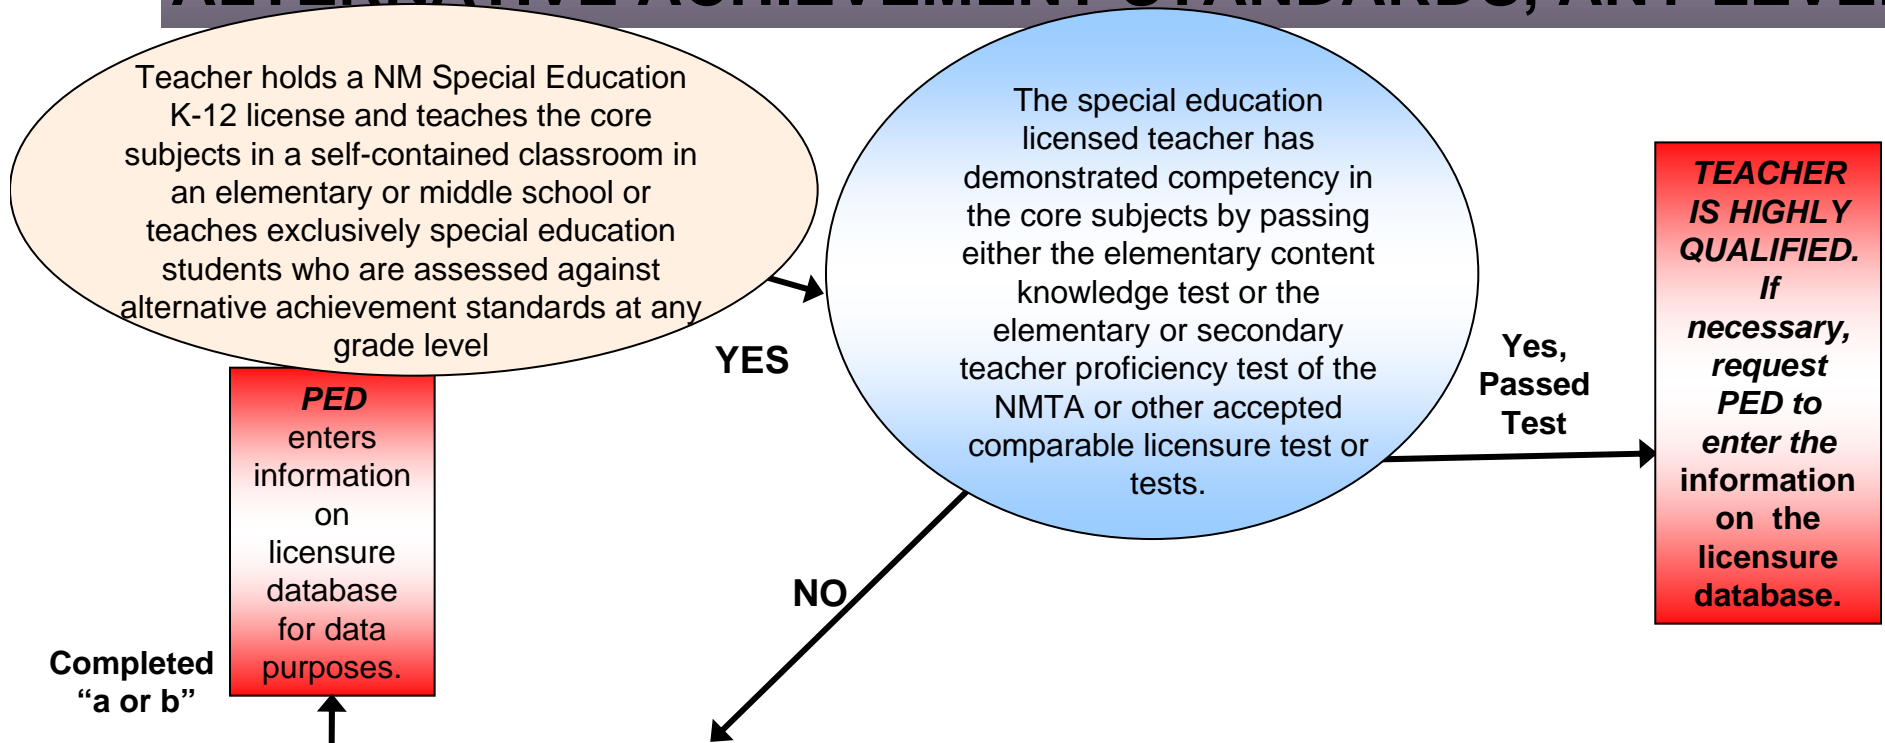 ALTERNATIVE ACHIEVEMENT STANDARDS, ANY LEVEL
Teacher holds a NM Special Education
K-12 license and teaches the core
subjects in a self-contained classroom in
an elementary or middle school or
teaches exclusively special education
students who are assessed against
alternative achievement standards at any
grade level
YES
The special education
licensed teacher has
demonstrated competency in
the core subjects by passing
either the elementary content
knowledge test or the
elementary or secondary
teacher proficiency test of the
NMTA or other accepted
comparable licensure test or
tests.
Yes,
Passed
Test
TEACHER
IS HIGHLY
QUALIFIED.
If
necessary,
request
PED to
enter the
information
on the
licensure
database.
NO
PED
enters
information
on
licensure
database
for data
purposes.
Completed
“a or b”